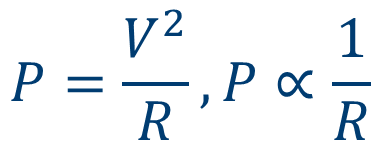 P = V²/R , P ∝ 1/R